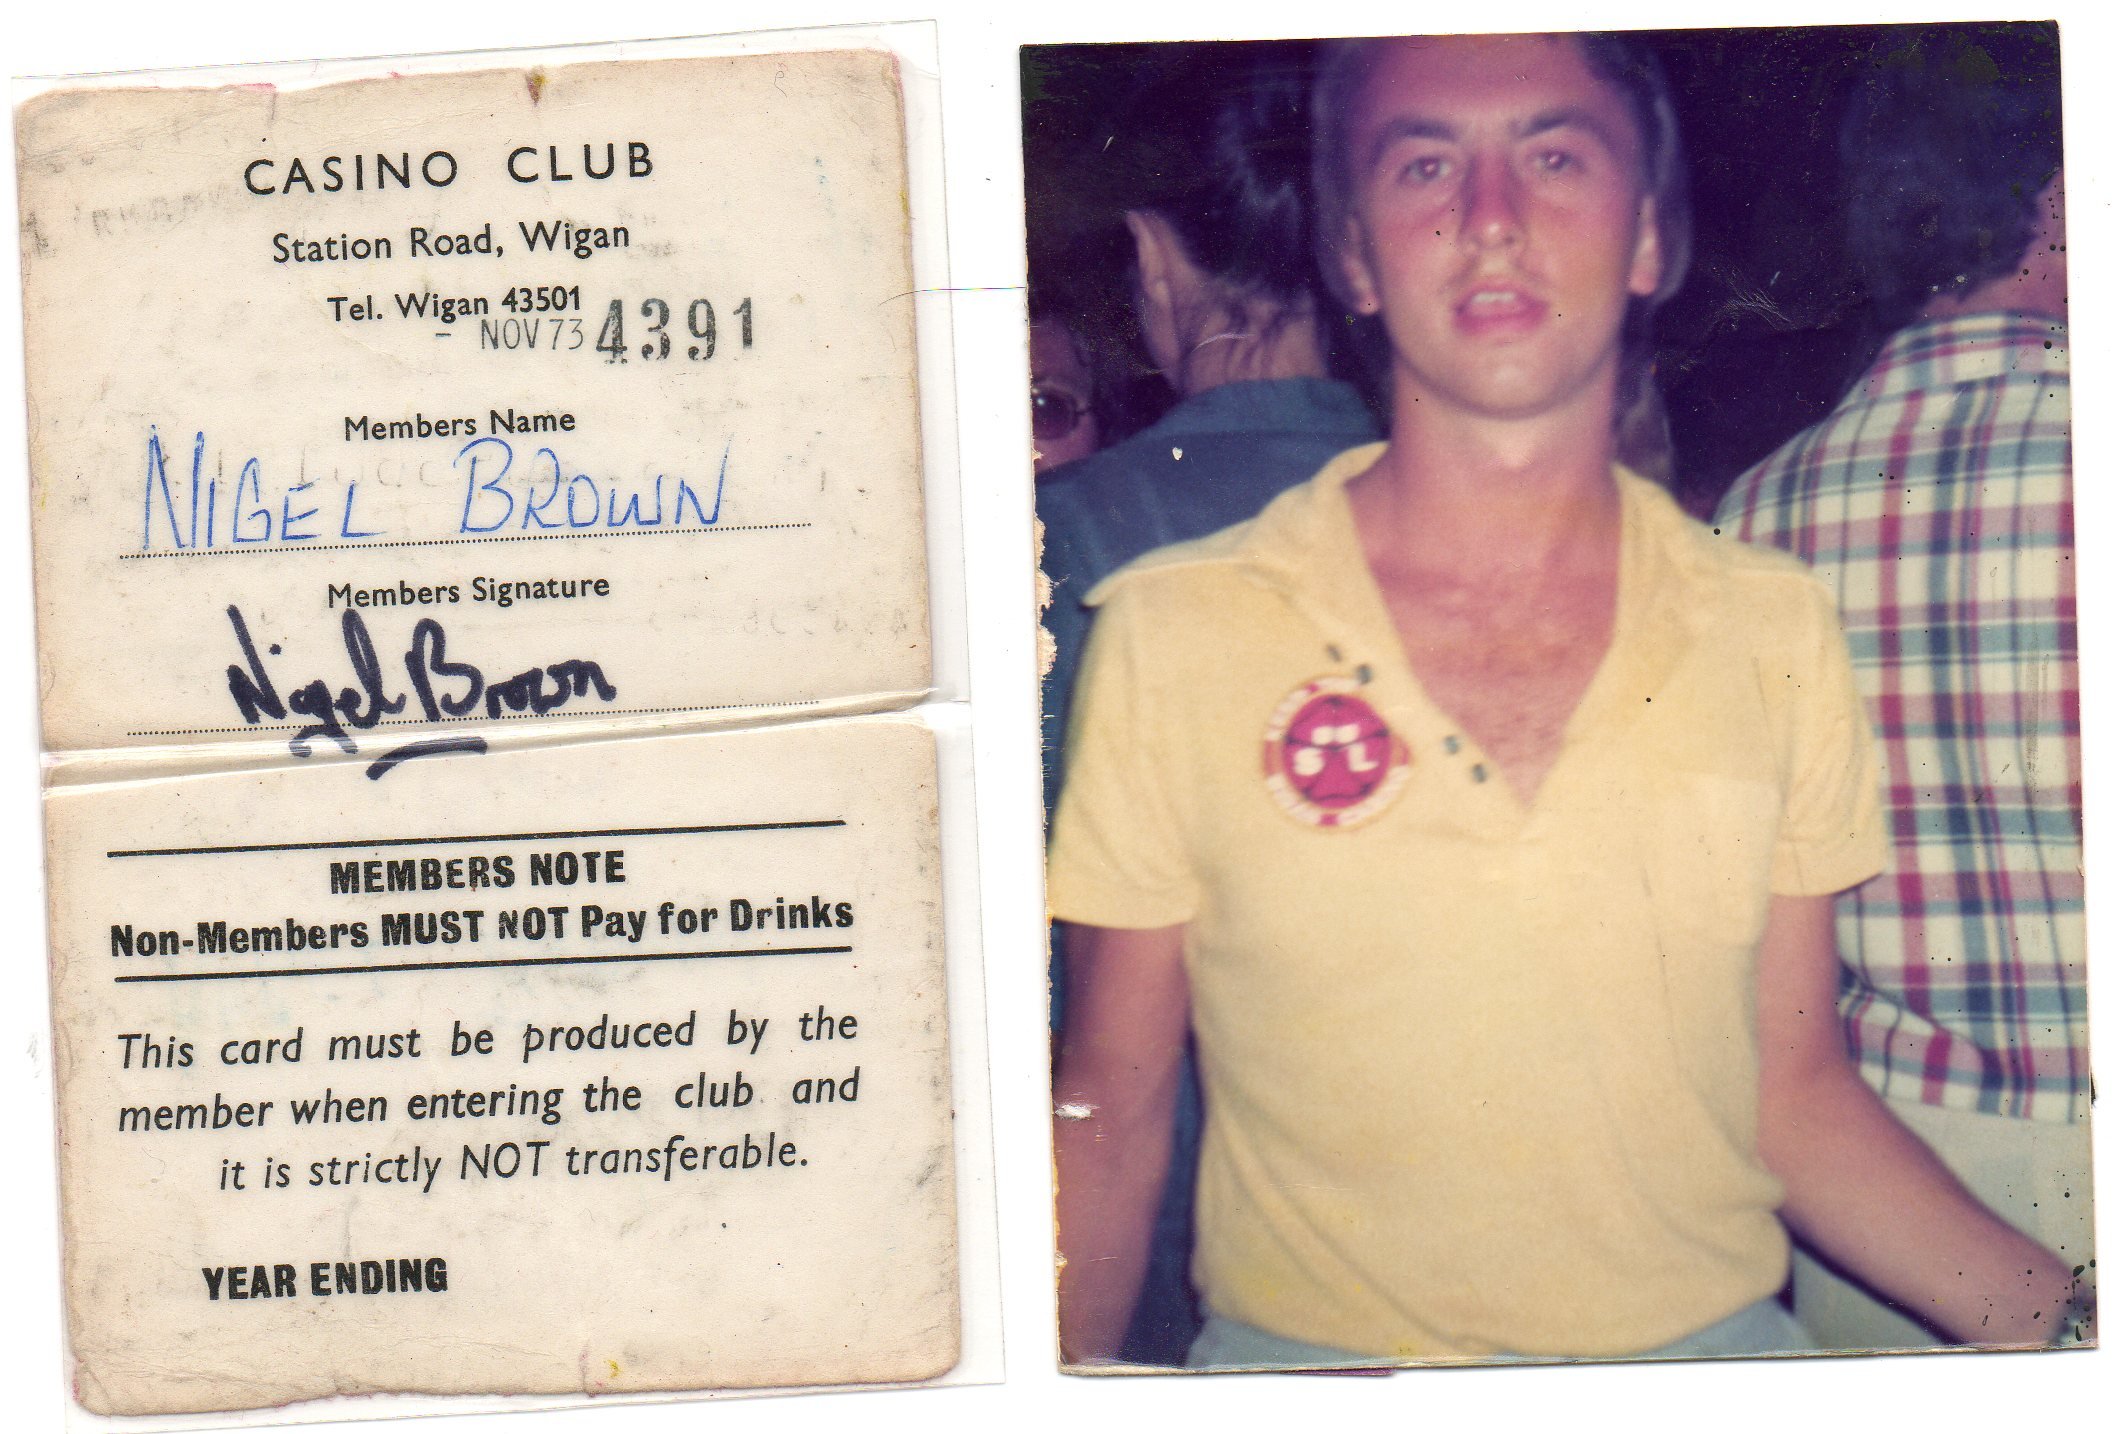 CASINO CLUB
Station Road, Wigan
Tel. Wigan 43501
- NOV 73 4391
Members Name
NIGEL BROWN
Members Signature
Nigel Brown
MEMBERS NOTE
Non-Members MUST NOT Pay for Drinks
This card must be produced by the
member when entering the club and
it is strictly NOT transferable.
YEAR ENDING